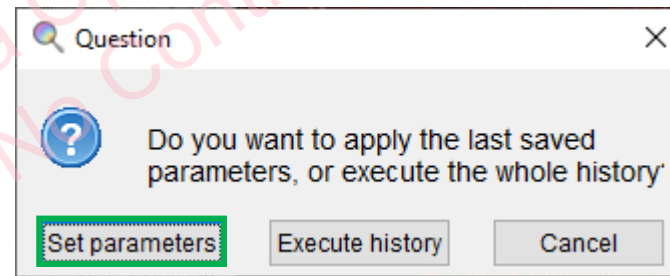 Question
Do you want to apply the last saved
parameters, or execute the whole history
Set parameters
Execute history
Cancel